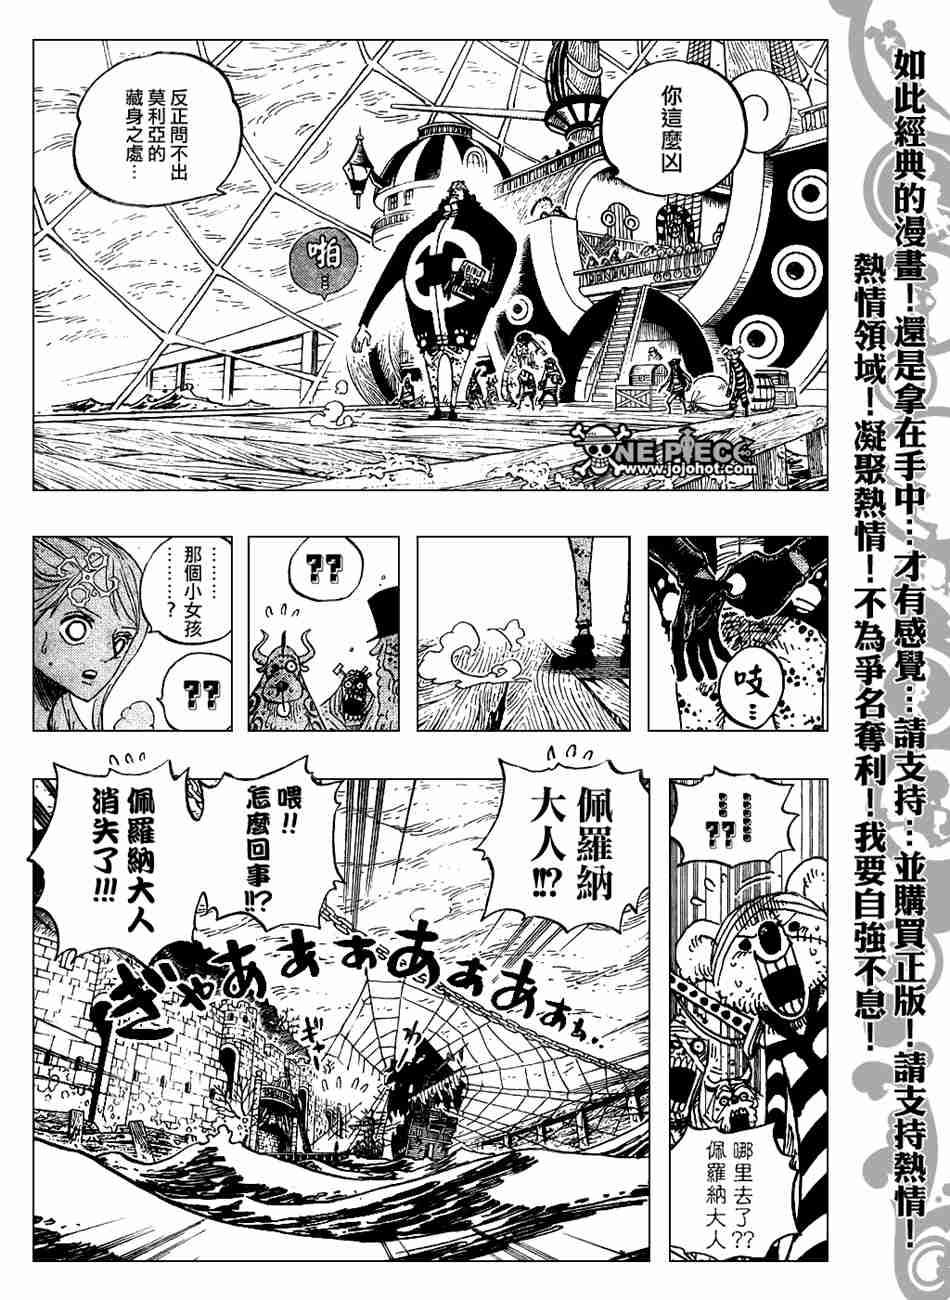 你這麼凶
反正問不出
莫利亞的
藏身之處…
啪…
ONE PIECE
www.jojohot.com
吱…
??
………
……
那個小女孩
……?
??
………
……
??
哪里去了??
佩羅納大人
佩羅納
大人!!?
喂!!
怎麼回事!!?
佩羅納大人
消失了!!!
ぎゃあぁあぁあぁあぁ
如此經典的漫畫！還是拿在手中…才有感覺…請支持…並購買正版！請支持熱情！
熱情領域！凝聚熱情！不為爭名奪利！我要自強不息！